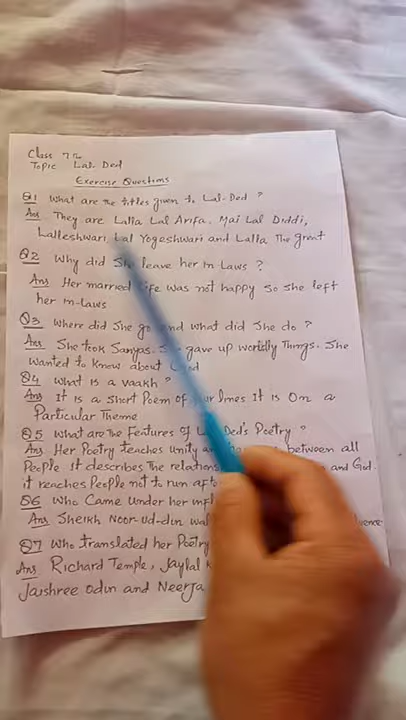 Class 7th
Topic Lal-Ded
Exercise Questions
Q1 What are the titles given to Lal-Ded ?
Ans They are Lalla Lal Arifa, Mai Lal Diddi,
Lalleshwari, Lal Yogeshwari and Lalla The great
Q2 Why did She leave her in-Laws ?
Ans Her married life was not happy So she left
her in-Laws
Q3 Where did She go and what did she do ?
Ans She took Sanyas. She gave up worldly Things. She
wanted to know about God
Q4 What is a vaakh ?
Ans It is a Short Poem of four lines It is On a
Particular Theme
Q5 What are the Features of Ded's Poetry ?
Ans Her Poetry teaches unity between all
People It describes the and God.
it teaches People not to run
Q6 Who Came Under her
Ans Sheikh Noor-ud-din
Q7 Who translated her Poetry
Ans Richard Temple, Jaylal
Jaishree Odin and Neerja